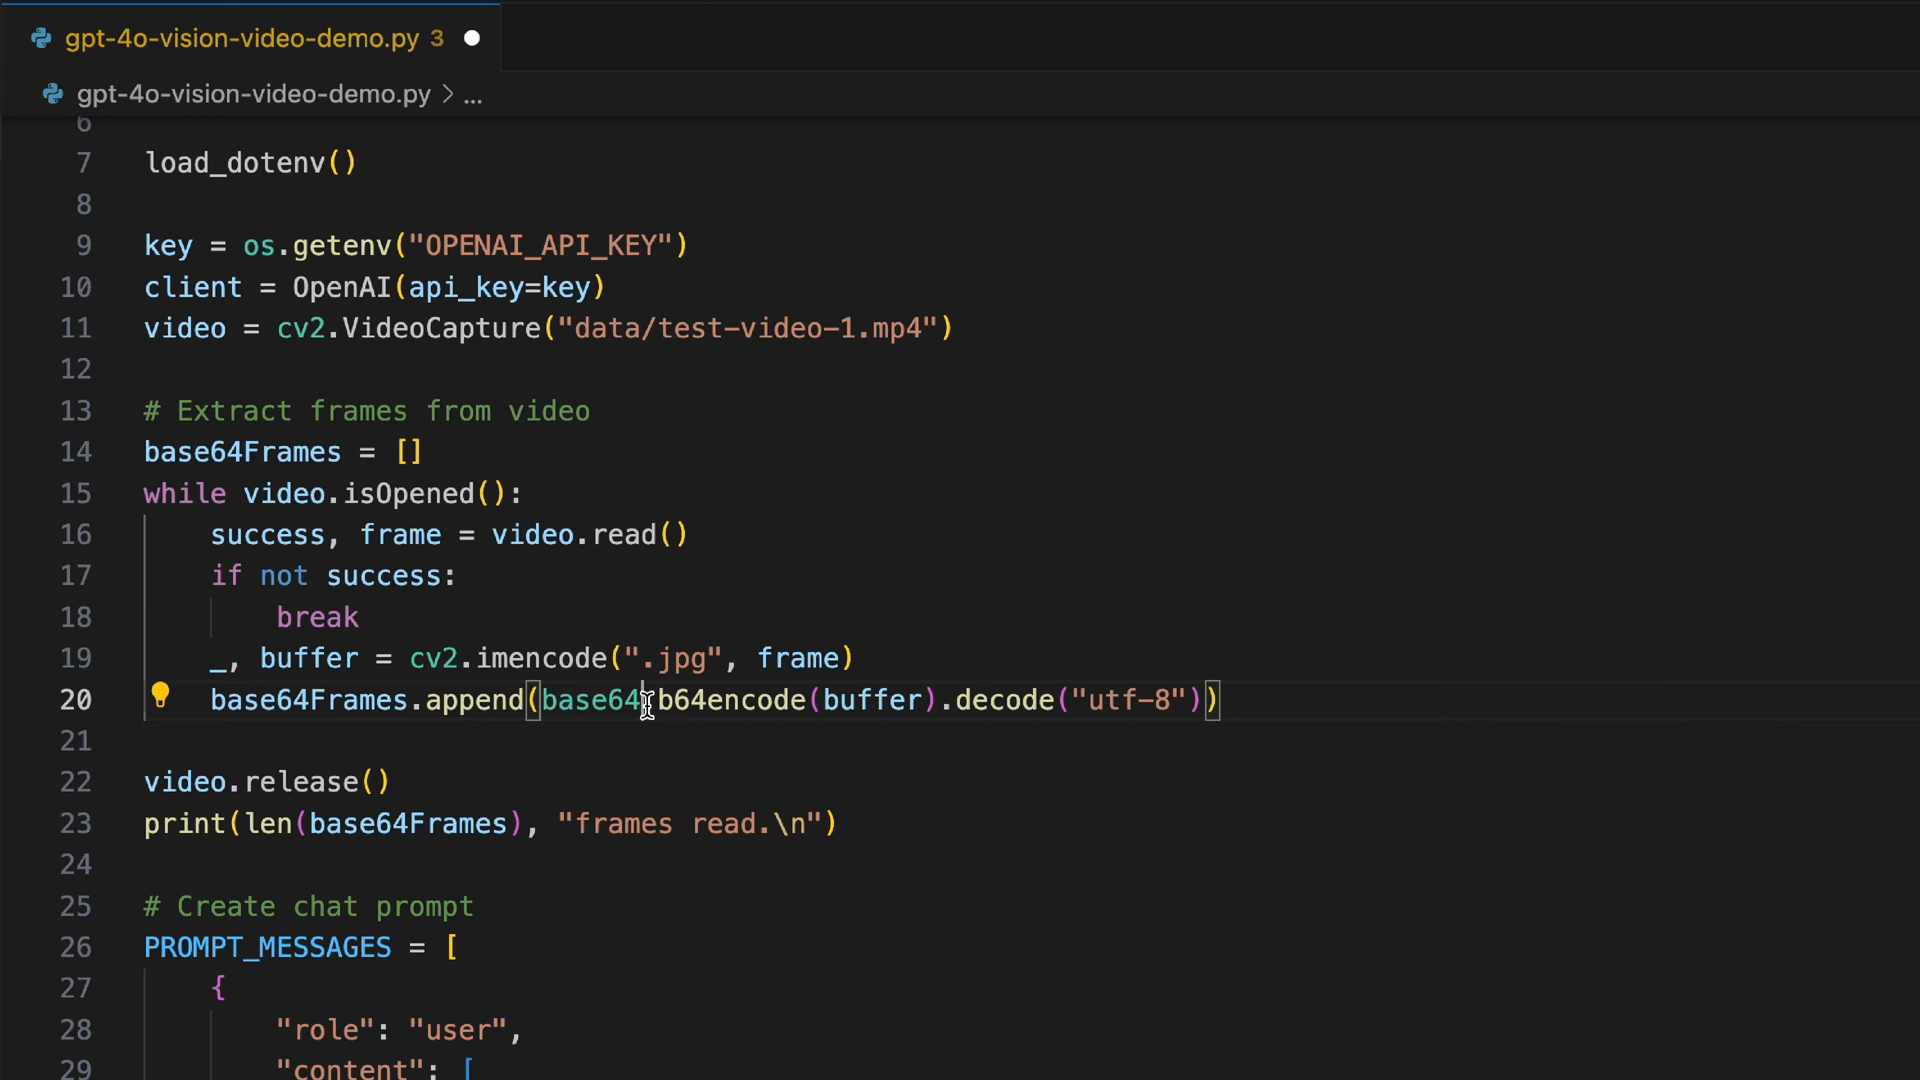 gpt-4o-vision-video-demo.py 3
gpt-4o-vision-video-demo.py > ...
6
7 load_dotenv()
8
9 key = os.getenv("OPENAI_API_KEY")
10 client = OpenAI(api_key=key)
11 video = cv2.VideoCapture("data/test-video-1.mp4")
12
13 # Extract frames from video
14 base64Frames = []
15 while video.isOpened():
16 success, frame = video.read()
17 if not success:
18 break
19 _, buffer = cv2.imencode(".jpg", frame)
20 base64Frames.append(base64.b64encode(buffer).decode("utf-8"))
21
22 video.release()
23 print(len(base64Frames), "frames read.\n")
24
25 # Create chat prompt
26 PROMPT_MESSAGES = [
27 {
28 "role": "user",
29 "content": [